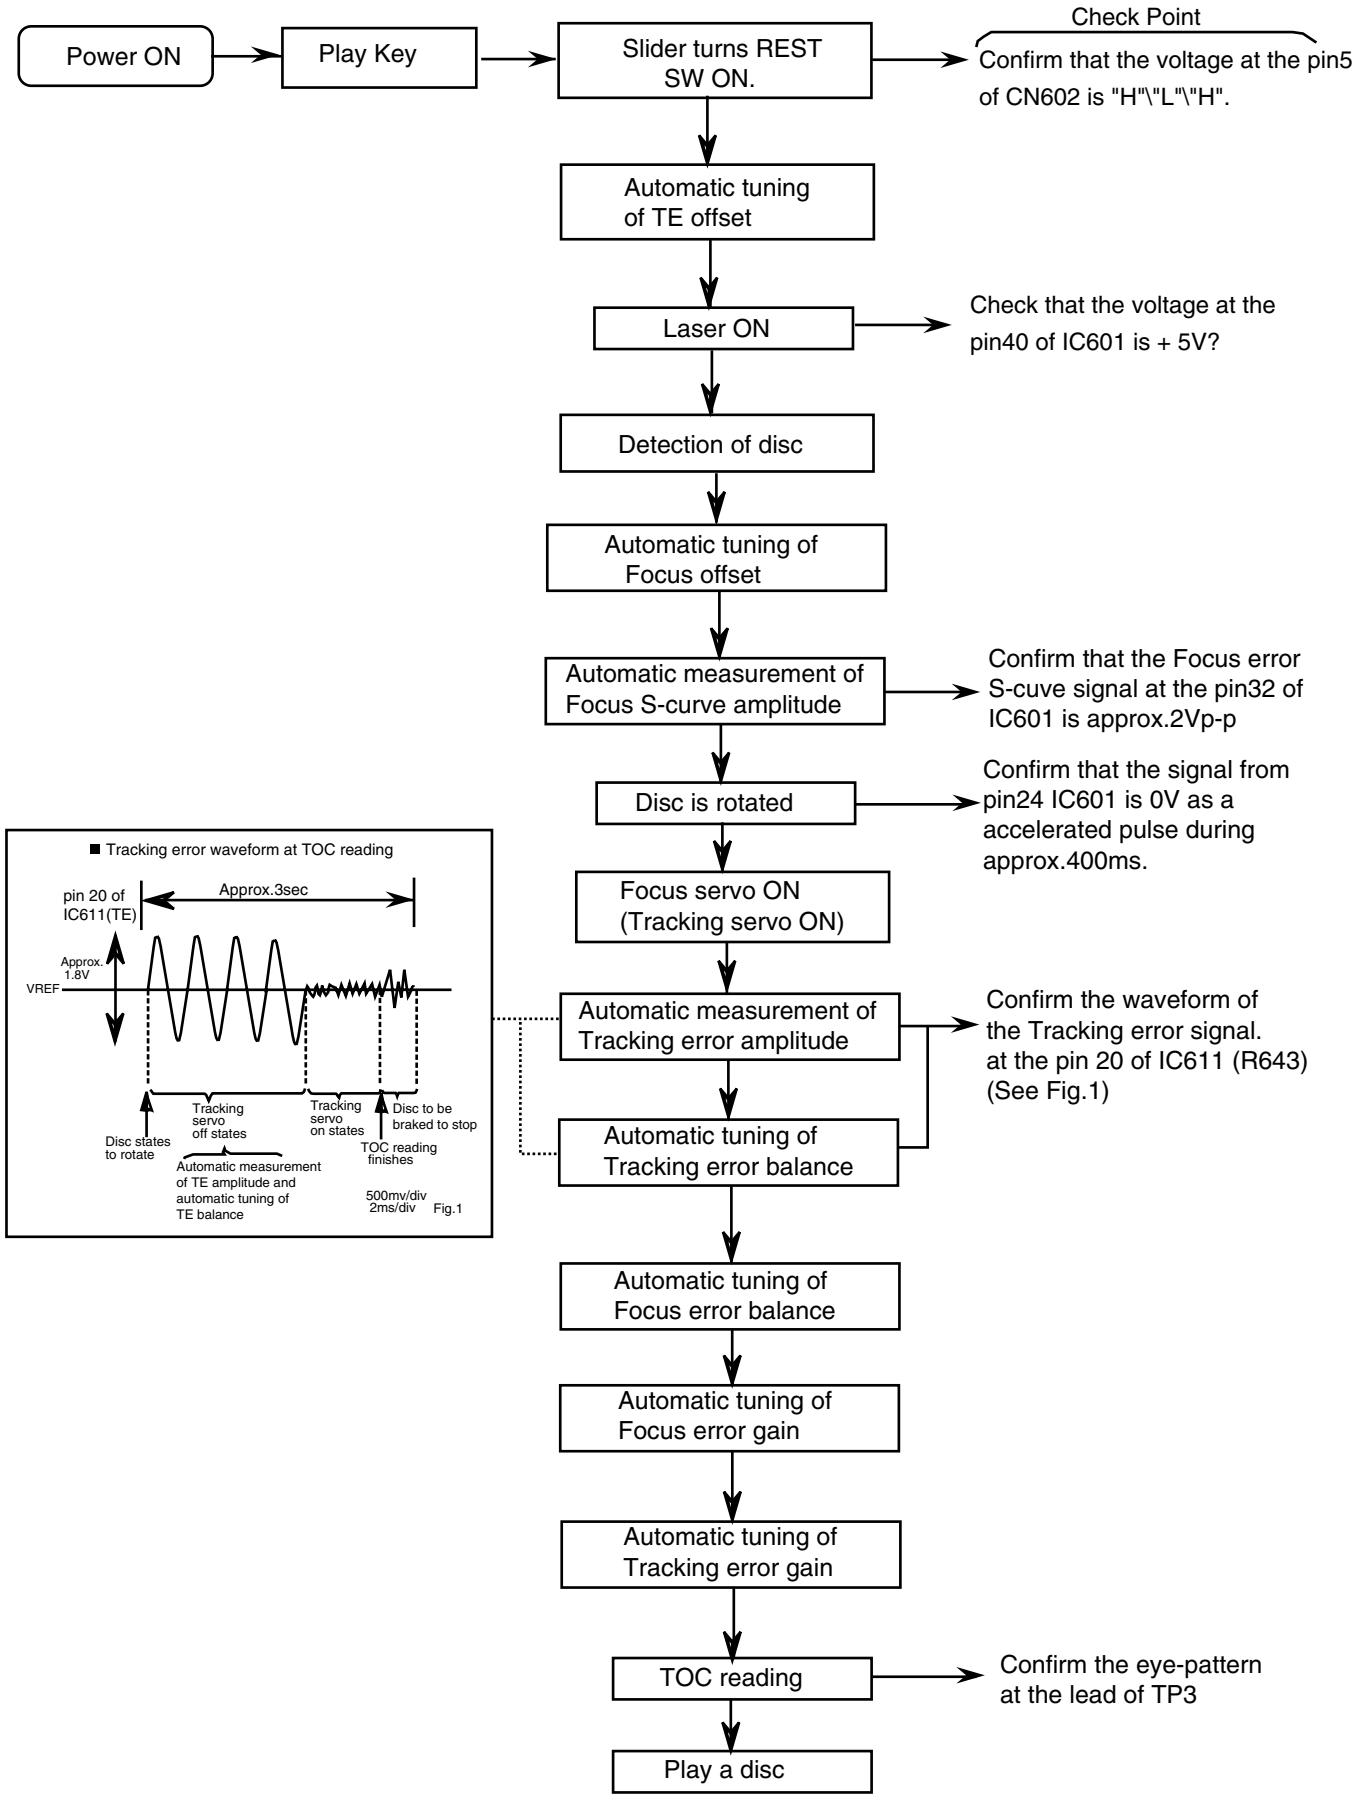 Check Point
Power ON
Play Key
Slider turns REST
SW ON.
Confirm that the voltage at the pin5
of CN602 is "H"\"L"\"H".
Automatic tuning
of TE offset
Laser ON
Check that the voltage at the
pin40 of IC601 is + 5V?
Detection of disc
Automatic tuning of
Focus offset
Automatic measurement of
Focus S-curve amplitude
Confirm that the Focus error
S-cuve signal at the pin32 of
IC601 is approx.2Vp-p
Disc is rotated
Confirm that the signal from
pin24 IC601 is 0V as a
accelerated pulse during
approx.400ms.
Focus servo ON
(Tracking servo ON)
■ Tracking error waveform at TOC reading
pin 20 of
IC611(TE)
Approx.3sec
Approx.
1.8V
VREF
Tracking
servo
off states
Tracking
servo
on states
Disc to be
braked to stop
Disc states
to rotate
TOC reading
finishes
Automatic measurement
of TE amplitude and
automatic tuning of
TE balance
500mv/div
2ms/div
Fig.1
Automatic measurement of
Tracking error amplitude
Confirm the waveform of
the Tracking error signal.
at the pin 20 of IC611 (R643)
(See Fig.1)
Automatic tuning of
Tracking error balance
Automatic tuning of
Focus error balance
Automatic tuning of
Focus error gain
Automatic tuning of
Tracking error gain
TOC reading
Confirm the eye-pattern
at the lead of TP3
Play a disc